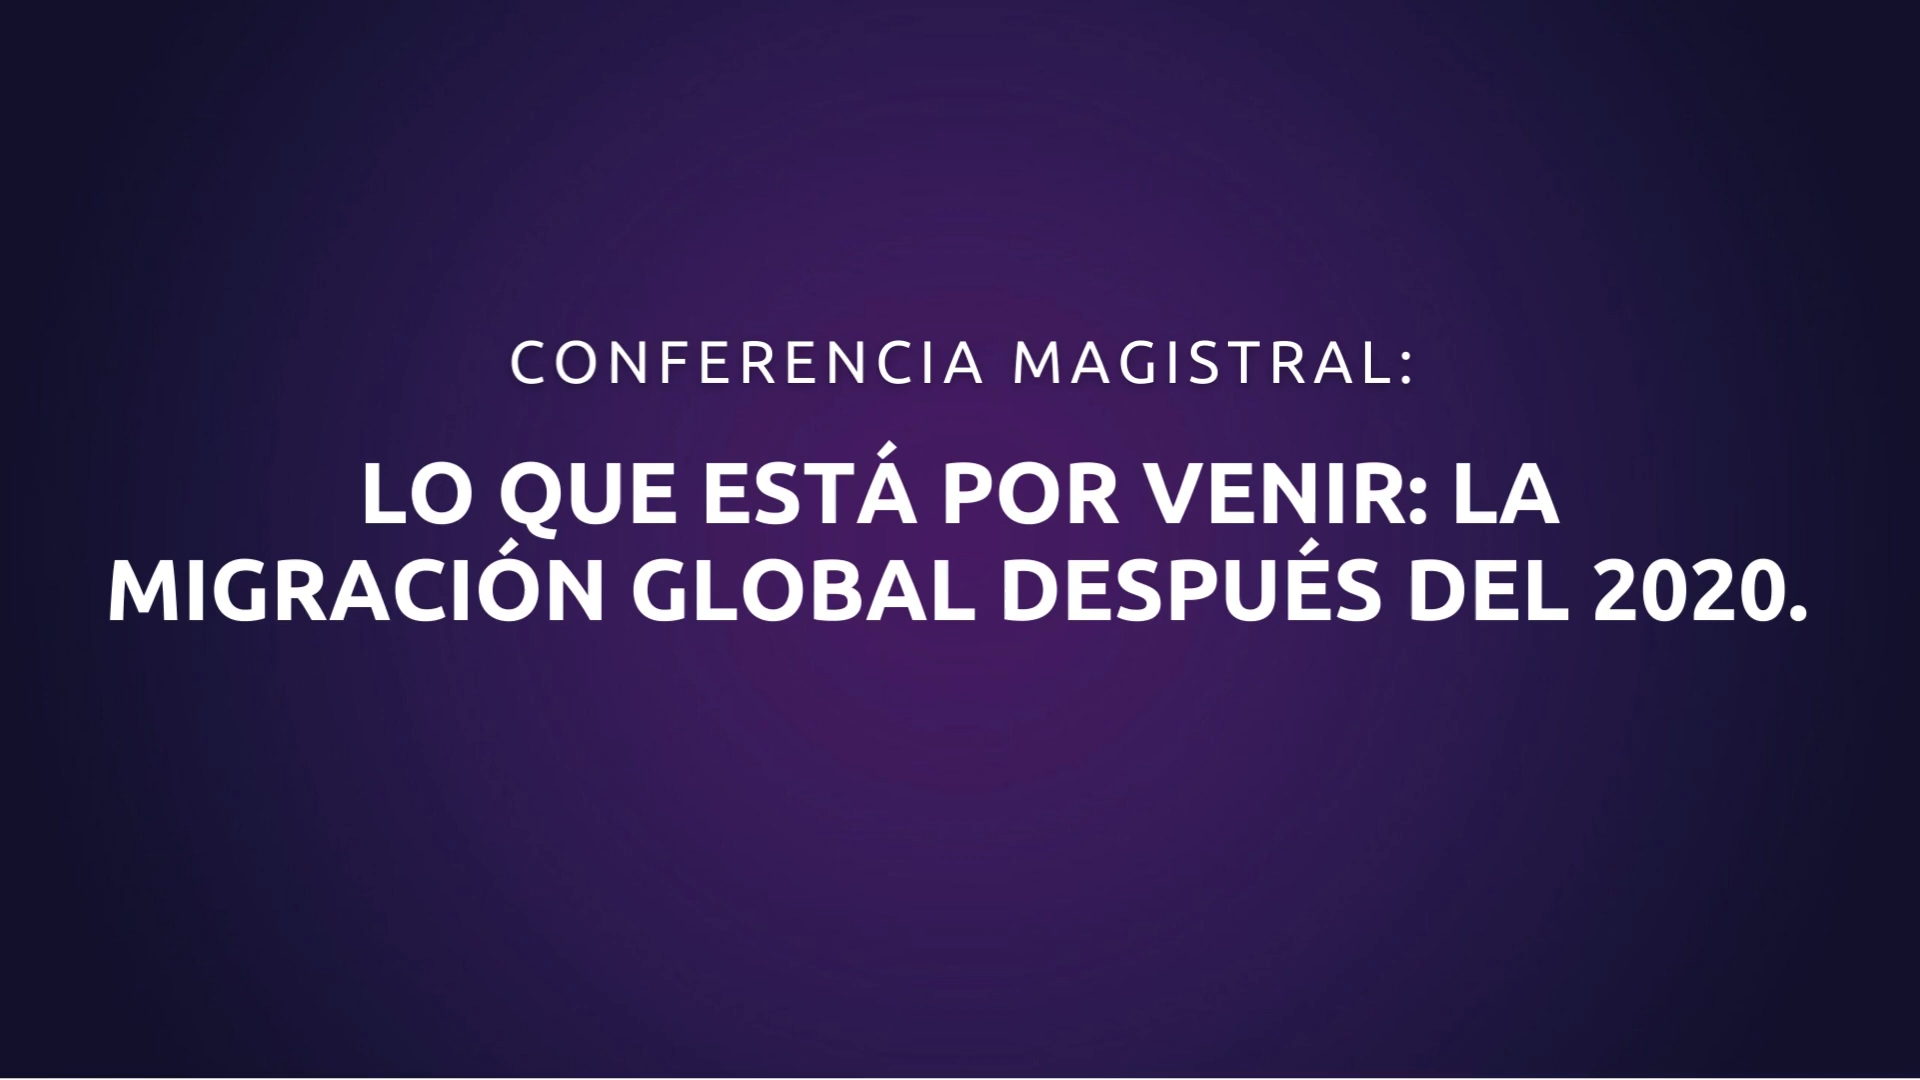 CONFERENCIA MAGISTRAL:
LO QUE ESTÁ POR VENIR: LA
MIGRACIÓN GLOBAL DESPUÉS DEL 2020.